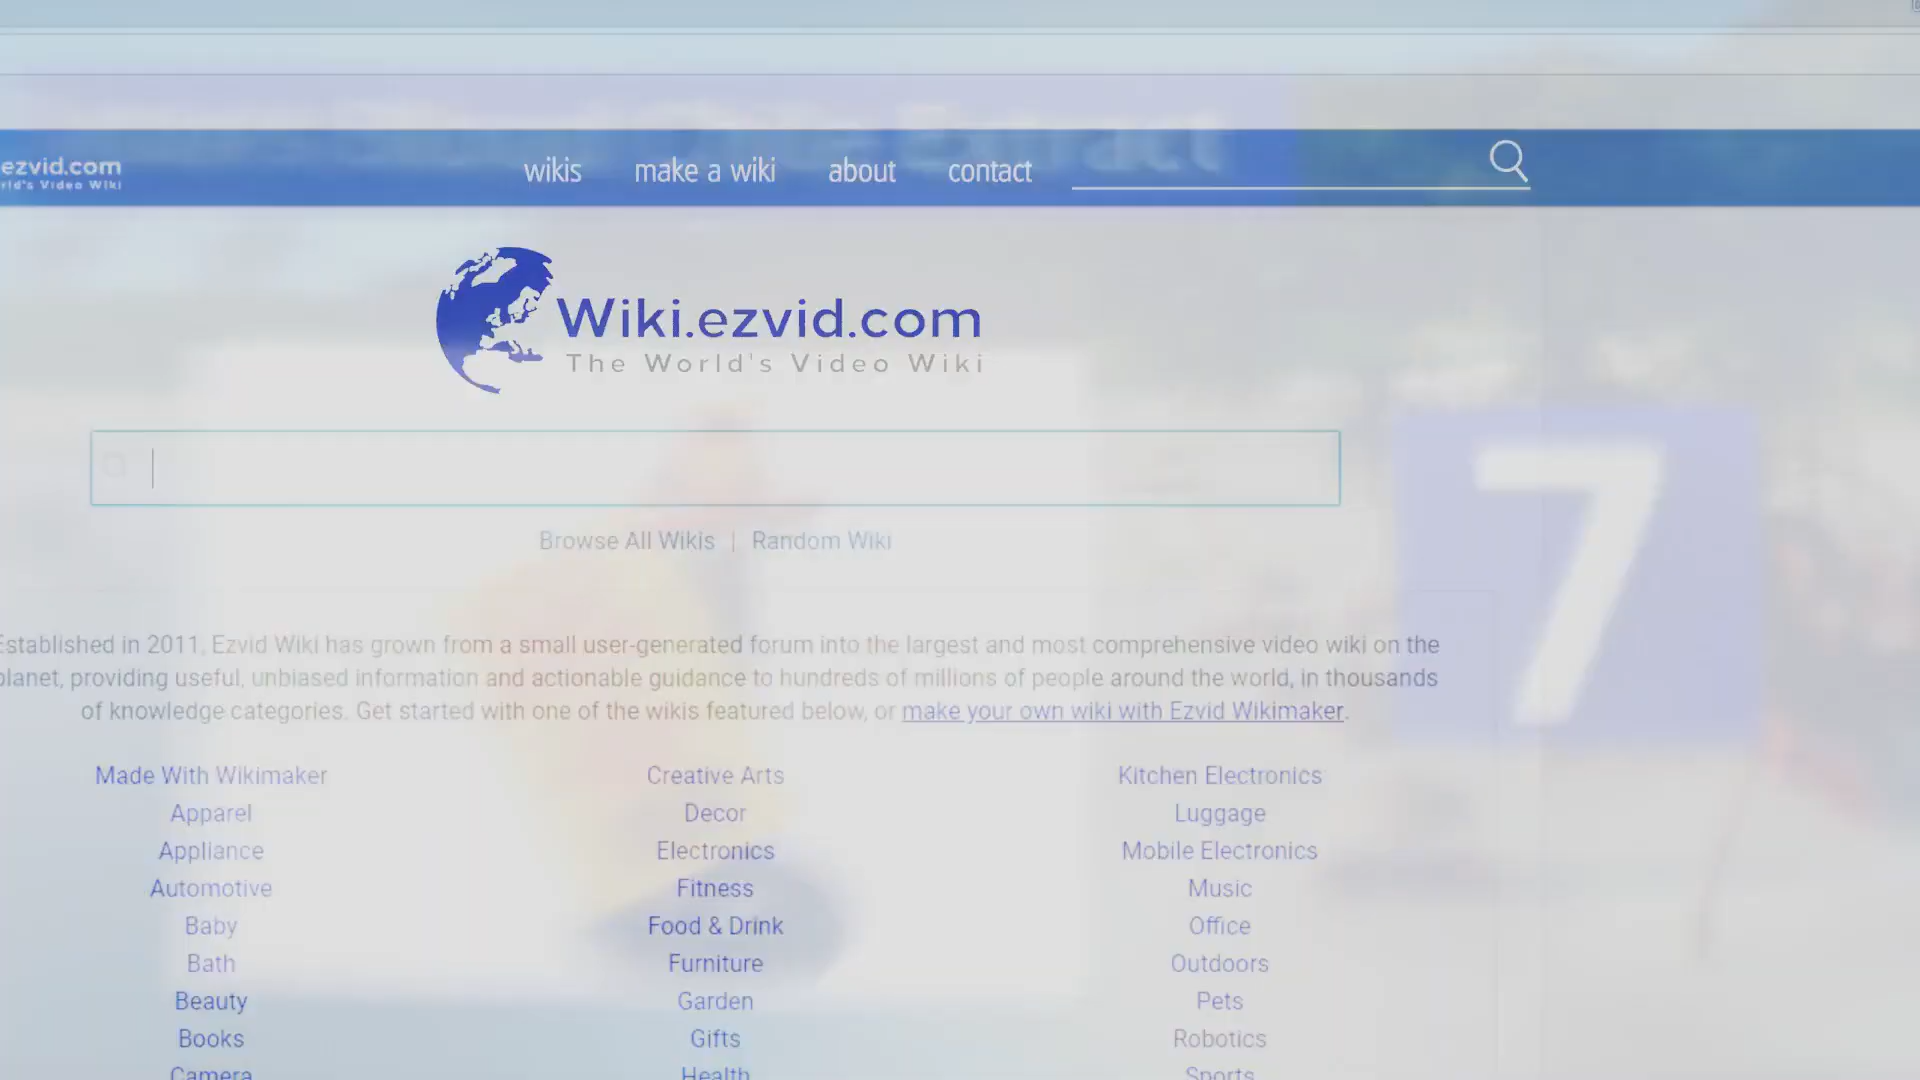 ezvid.com
wikis make a wiki about contact
Wiki.ezvid.com
The World's Video Wiki
Browse All Wikis | Random Wiki
Established in 2011, Ezvid Wiki has grown from a small user-generated forum into the largest and most comprehensive video wiki on the
planet, providing useful, unbiased information and actionable guidance to hundreds of millions of people around the world, in thousands
of knowledge categories. Get started with one of the wikis featured below, or make your own wiki with Ezvid Wikimaker.
7
Made With Wikimaker Creative Arts Kitchen Electronics
Apparel Decor Luggage
Appliance Electronics Mobile Electronics
Automotive Fitness Music
Baby Food & Drink Office
Bath Furniture Outdoors
Beauty Garden Pets
Books Gifts Robotics
Camera Health Sports